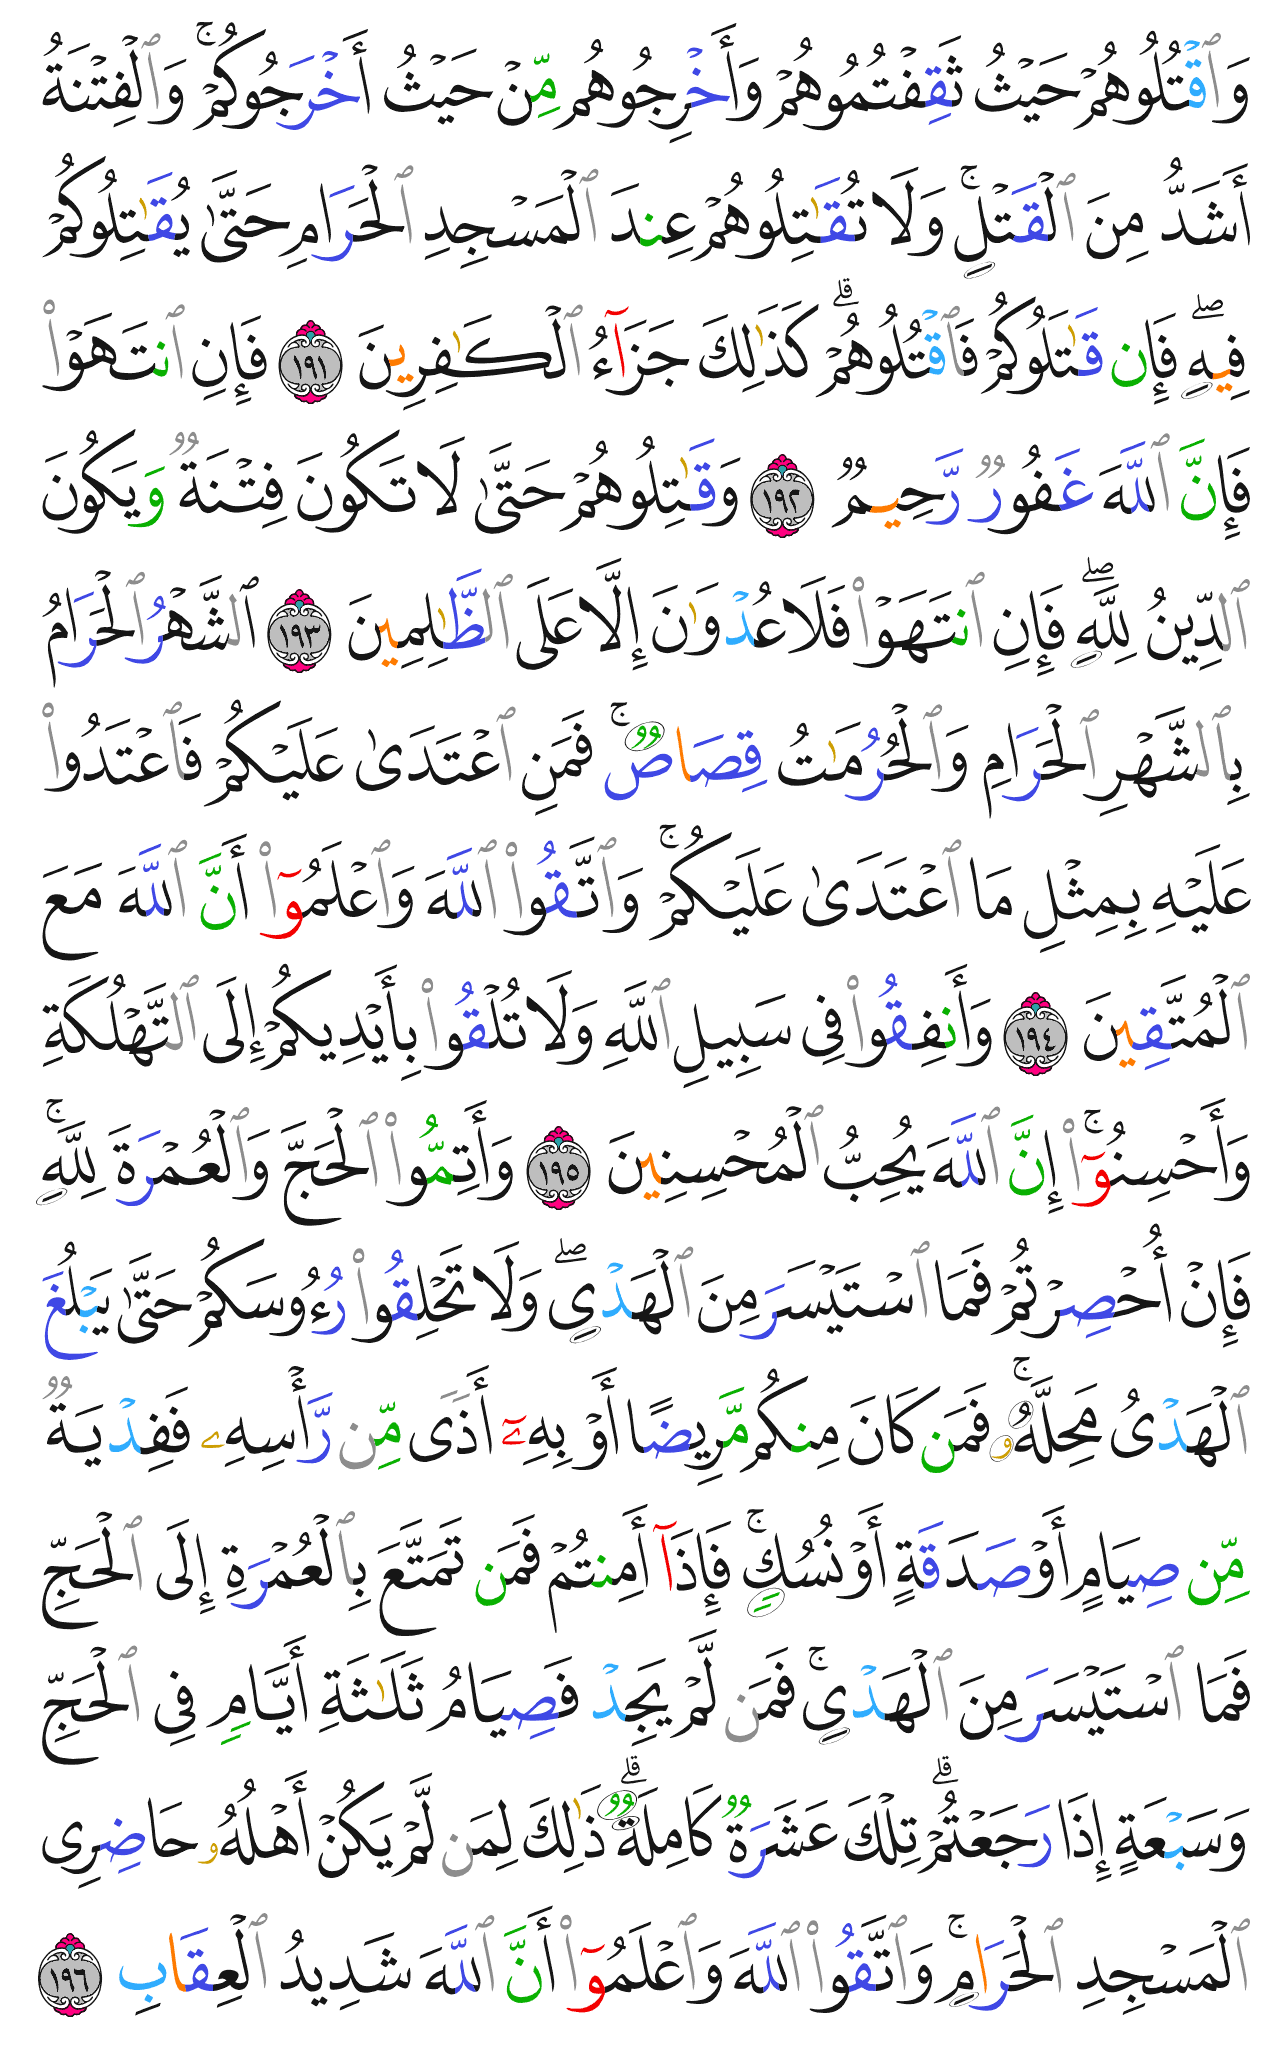 وَٱقۡتُلُوهُمۡ حَيۡثُ ثَقِفۡتُمُوهُمۡ وَأَخۡرِجُوهُم مِّنۡ حَيۡثُ أَخۡرَجُوكُمۡۚ وَٱلۡفِتۡنَةُ
أَشَدُّ مِنَ ٱلۡقَتۡلِۚ وَلَا تُقَٰتِلُوهُمۡ عِندَ ٱلۡمَسۡجِدِ ٱلۡحَرَامِ حَتَّىٰ يُقَٰتِلُوكُمۡ
فِيهِۖ فَإِن قَٰتَلُوكُمۡ فَٱقۡتُلُوهُمۡۗ كَذَٰلِكَ جَزَآءُ ٱلۡكَٰفِرِينَ ١٩١ فَإِنِ ٱنتَهَوۡاْ
فَإِنَّ ٱللَّهَ غَفُورٞ رَّحِيمٞ ١٩٢ وَقَٰتِلُوهُمۡ حَتَّىٰ لَا تَكُونَ فِتۡنَةٞ وَيَكُونَ
ٱلدِّينُ لِلَّهِۖ فَإِنِ ٱنتَهَوۡاْ فَلَا عُدۡوَٰنَ إِلَّا عَلَى ٱلظَّٰلِمِينَ ١٩٣ ٱلشَّهۡرُ ٱلۡحَرَامُ
بِٱلشَّهۡرِ ٱلۡحَرَامِ وَٱلۡحُرُمَٰتُ قِصَاصٞۚ فَمَنِ ٱعۡتَدَىٰ عَلَيۡكُمۡ فَٱعۡتَدُواْ
عَلَيۡهِ بِمِثۡلِ مَا ٱعۡتَدَىٰ عَلَيۡكُمۡۚ وَٱتَّقُواْ ٱللَّهَ وَٱعۡلَمُوٓاْ أَنَّ ٱللَّهَ مَعَ
ٱلۡمُتَّقِينَ ١٩٤ وَأَنفِقُواْ فِي سَبِيلِ ٱللَّهِ وَلَا تُلۡقُواْ بِأَيۡدِيكُمۡ إِلَى ٱلتَّهۡلُكَةِ
وَأَحۡسِنُوٓاْۚ إِنَّ ٱللَّهَ يُحِبُّ ٱلۡمُحۡسِنِينَ ١٩٥ وَأَتِمُّواْ ٱلۡحَجَّ وَٱلۡعُمۡرَةَ لِلَّهِۚ
فَإِنۡ أُحۡصِرۡتُمۡ فَمَا ٱسۡتَيۡسَرَ مِنَ ٱلۡهَدۡيِۖ وَلَا تَحۡلِقُواْ رُءُوسَكُمۡ حَتَّىٰ يَبۡلُغَ
ٱلۡهَدۡيُ مَحِلَّهُۥۚ فَمَن كَانَ مِنكُم مَّرِيضًا أَوۡ بِهِۦٓ أَذٗى مِّن رَّأۡسِهِۦ فَفِدۡيَةٞ
مِّن صِيَامٍ أَوۡ صَدَقَةٍ أَوۡ نُسُكٖۚ فَإِذَآ أَمِنتُمۡ فَمَن تَمَتَّعَ بِٱلۡعُمۡرَةِ إِلَى ٱلۡحَجِّ
فَمَا ٱسۡتَيۡسَرَ مِنَ ٱلۡهَدۡيِۚ فَمَن لَّمۡ يَجِدۡ فَصِيَامُ ثَلَٰثَةِ أَيَّامٖ فِي ٱلۡحَجِّ
وَسَبۡعَةٍ إِذَا رَجَعۡتُمۡۗ تِلۡكَ عَشَرَةٞ كَامِلَةٞۗ ذَٰلِكَ لِمَن لَّمۡ يَكُنۡ أَهۡلُهُۥ حَاضِرِي
ٱلۡمَسۡجِدِ ٱلۡحَرَامِۚ وَٱتَّقُواْ ٱللَّهَ وَٱعۡلَمُوٓاْ أَنَّ ٱللَّهَ شَدِيدُ ٱلۡعِقَابِ ١٩٦